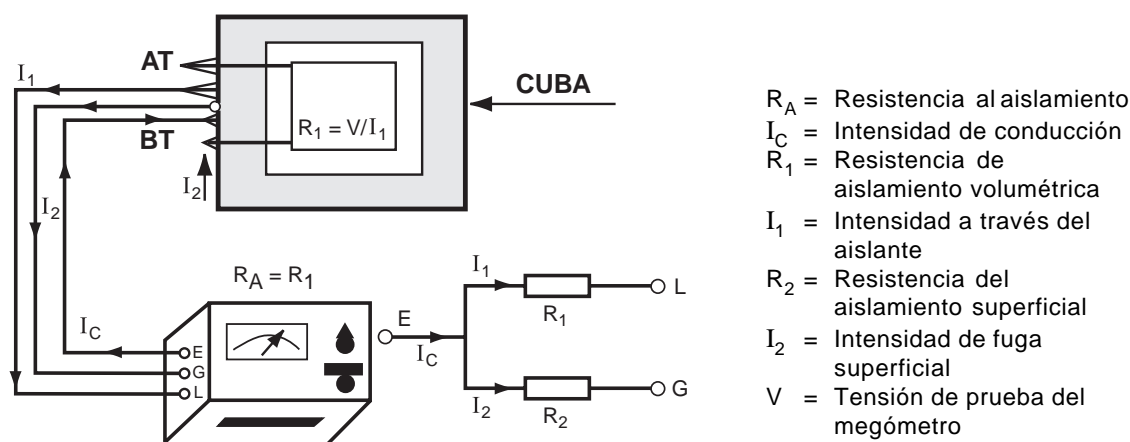 AT
I1
CUBA
R1 = V/I1
BT
I2
I2
RA = R1
IC
E
G
L
E
IC
I1
R1
L
I2
R2
G
RA = Resistencia al aislamiento
IC = Intensidad de conducción
R1 = Resistencia de
aislamiento volumétrica
I1 = Intensidad a través del
aislante
R2 = Resistencia del
aislamiento superficial
I2 = Intensidad de fuga
superficial
V = Tensión de prueba del
megómetro